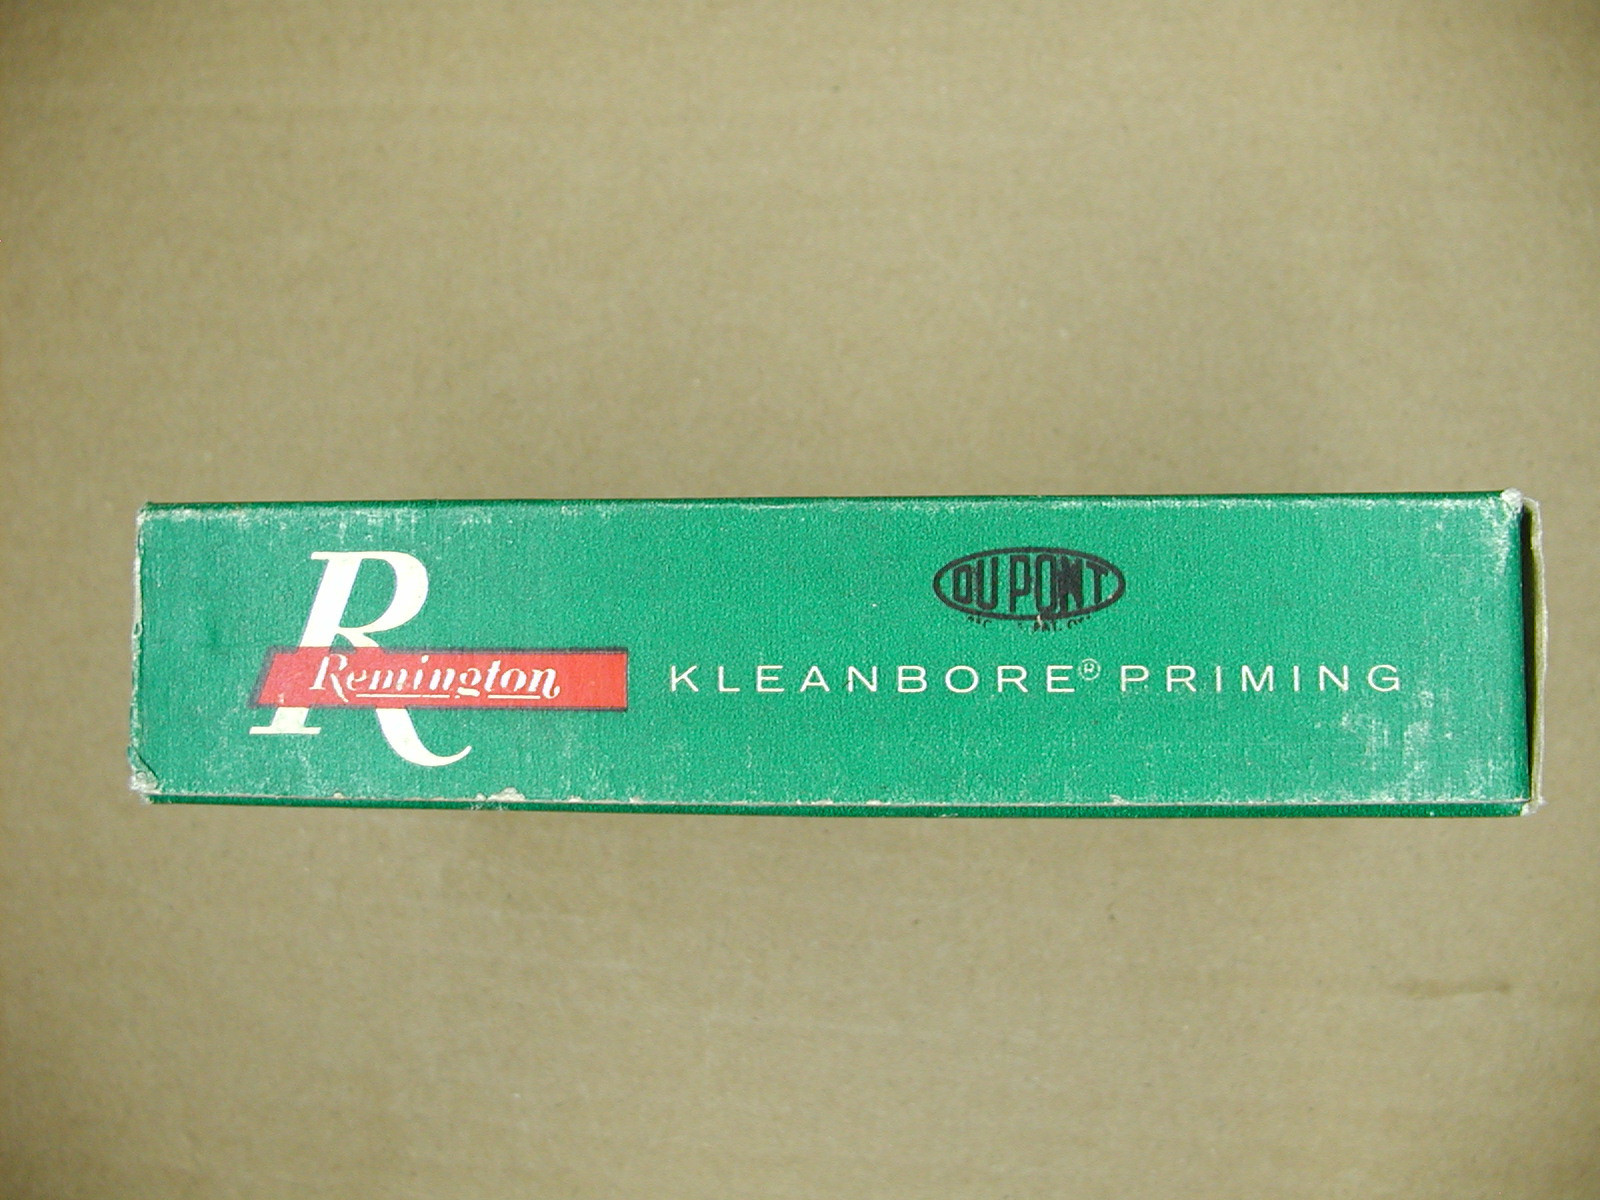 R
Remington
DU PONT
KLEANBORE® PRIMING